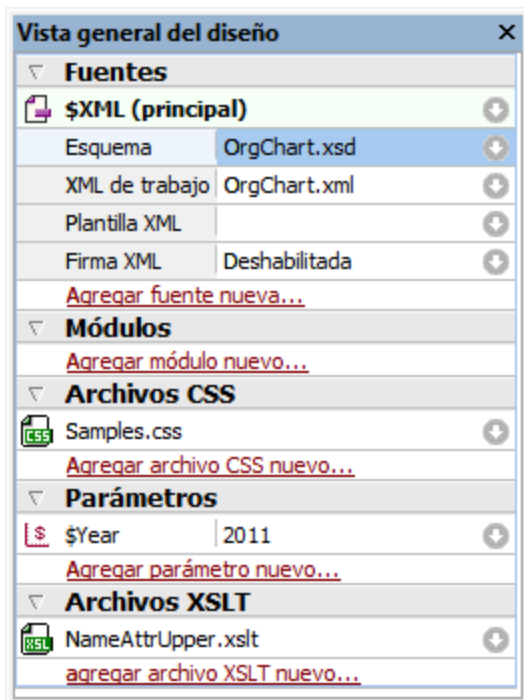 Vista general del diseño
Fuentes
$XML (principal)
Esquema OrgChart.xsd
XML de trabajo OrgChart.xml
Plantilla XML
Firma XML Deshabilitada
Agregar fuente nueva...
Módulos
Agregar módulo nuevo...
Archivos CSS
CSS Samples.css
Agregar archivo CSS nuevo...
Parámetros
$ $Year 2011
Agregar parámetro nuevo...
Archivos XSLT
XSL NameAttrUpper.xslt
agregar archivo XSLT nuevo...